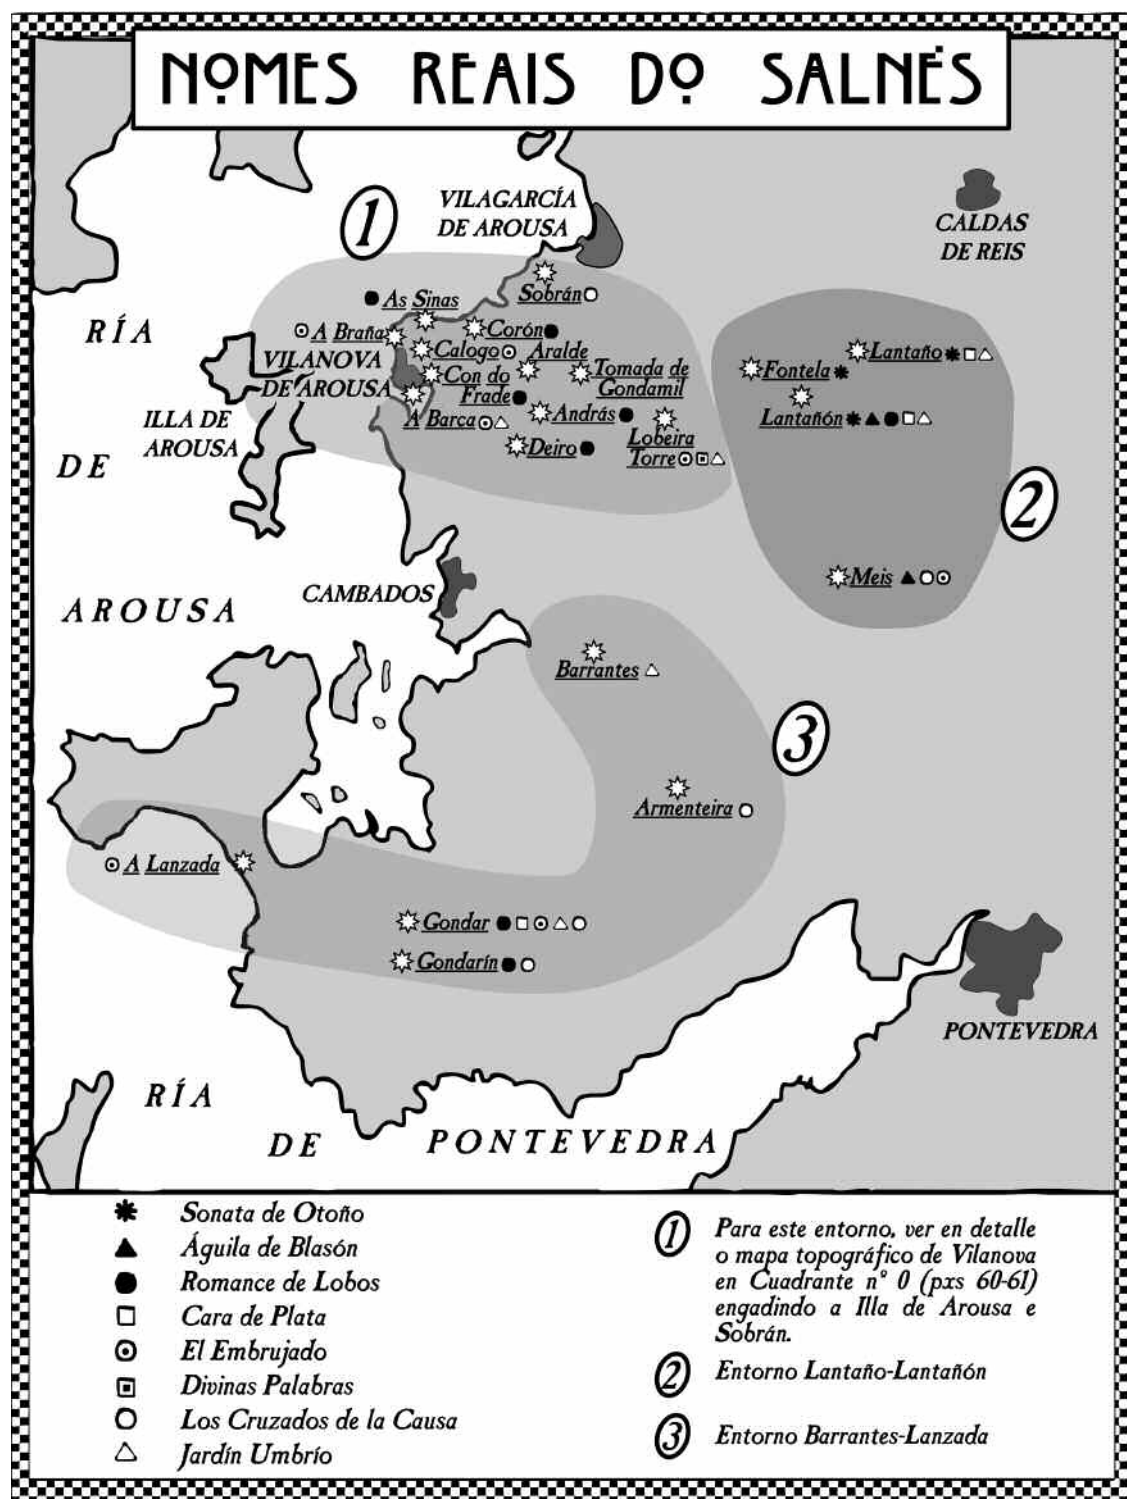 NOMES REAIS DO SALNÉS
1
VILAGARCÍA
DE AROUSA
CALDAS
DE REIS
Sobrán
As Sinas
RÍA
A Braña
Corón
VILANOVA
DE AROUSA
Calogo
Aralde
Con do
Frade
Tomada de
Gondamil
Lantaño
Fontela
Lantañón
ILLA DE
AROUSA
A Barca
András
Lobeira
Torre
Deiro
DE
2
Meis
CAMBADOS
AROUSA
Barrantes
3
Armenteira
A Lanzada
Gondar
Gondarín
PONTEVEDRA
RÍA
DE
PONTEVEDRA
Sonata de Otoño
Águila de Blasón
Romance de Lobos
Cara de Plata
El Embrujado
Divinas Palabras
Los Cruzados de la Causa
Jardín Umbrío
1 Para este entorno, ver en detalle
o mapa topográfico de Vilanova
en Cuadrante nº 0 (pxs 60-61)
engadindo a Illa de Arousa e
Sobrán.
2 Entorno Lantaño-Lantañón
3 Entorno Barrantes-Lanzada